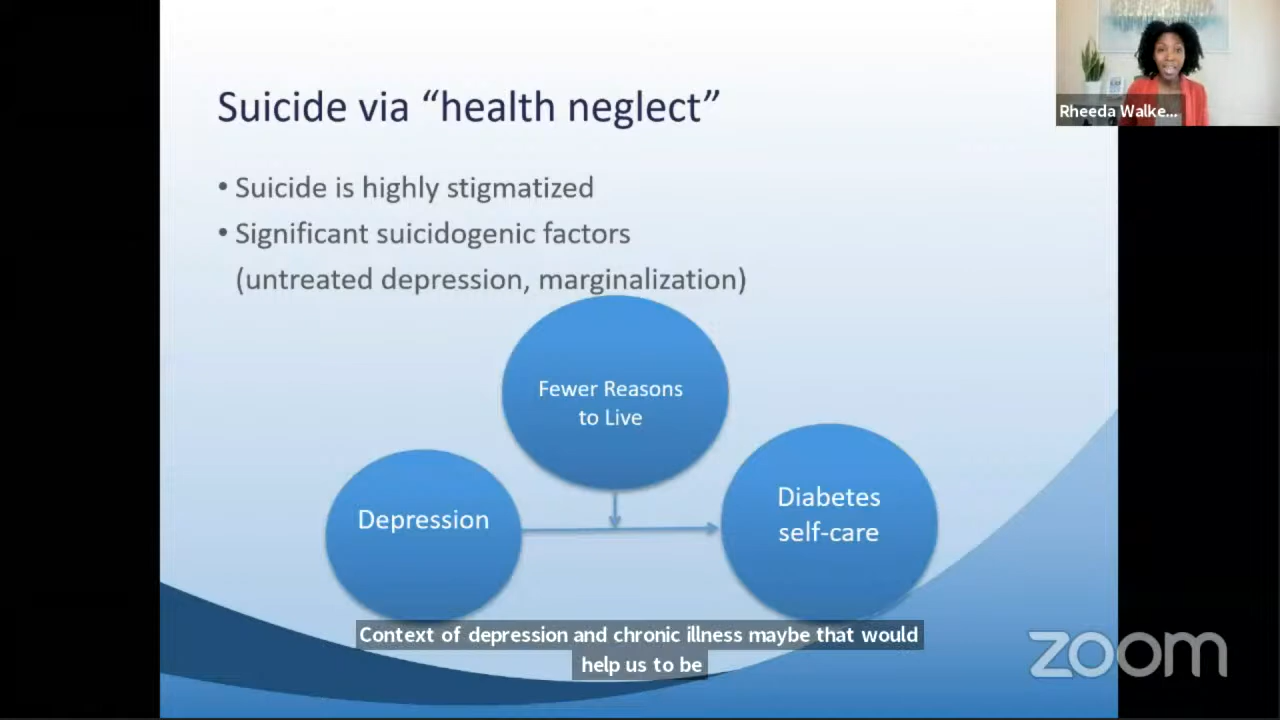 Suicide via “health neglect”
• Suicide is highly stigmatized
• Significant suicidogenic factors
(untreated depression, marginalization)
Fewer Reasons
to Live
Depression
Diabetes
self-care
Context of depression and chronic illness maybe that would
help us to be
Rheeda Walke...
zoom